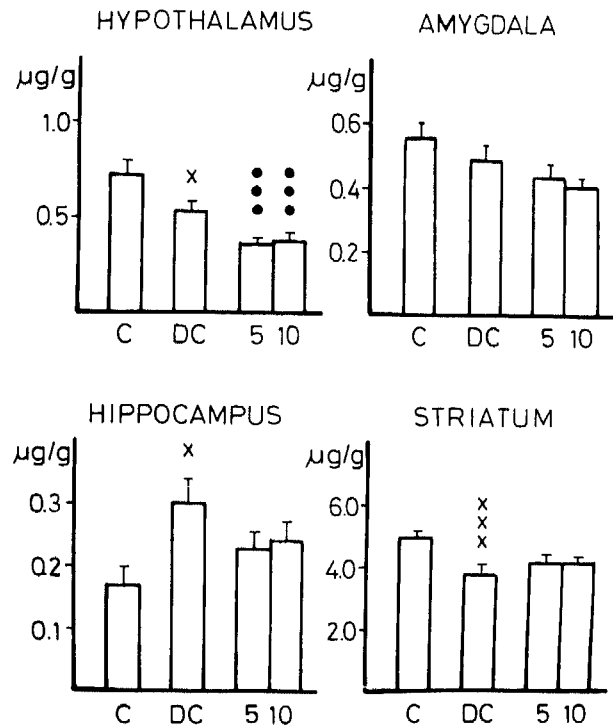 HYPOTHALAMUS
μg/g
1.0
0.5
x
C DC 5 10
AMYGDALA
μg/g
0.6
0.4
0.2
C DC 5 10
HIPPOCAMPUS
μg/g
0.3
0.2
0.1
x
C DC 5 10
STRIATUM
μg/g
6.0
4.0
2.0
x
x
x
C DC 5 10